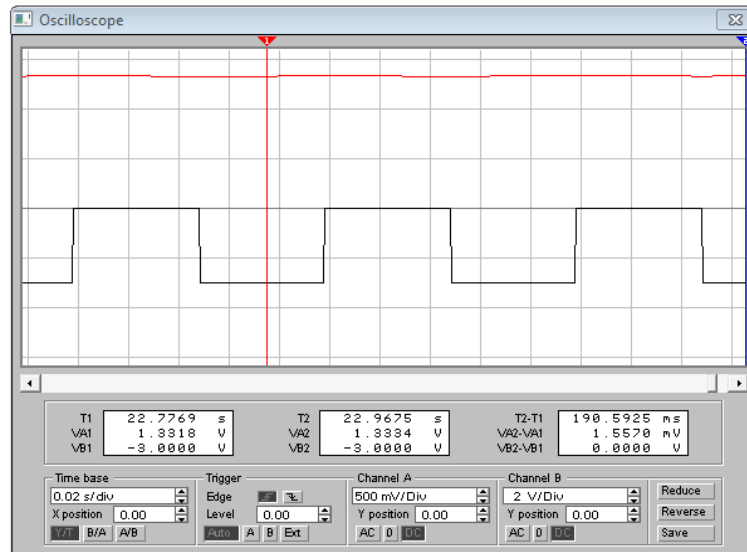 Oscilloscope
1
2
T1 22.7769 s T2 22.9675 s T2-T1 190.5925 ms
VA1 1.3318 V VA2 1.3334 V VA2-VA1 1.5570 mV
VB1 -3.0000 V VB2 -3.0000 V VB2-VB1 0.0000 V
Time base Trigger Channel A Channel B
0.02 s/div Edge 500 mV/Div 2 V/Div Reduce
X position 0.00 Level 0.00 Y position 0.00 Y position 0.00 Reverse
Y/T B/A A/B Auto A B Ext AC 0 DC AC 0 DC Save